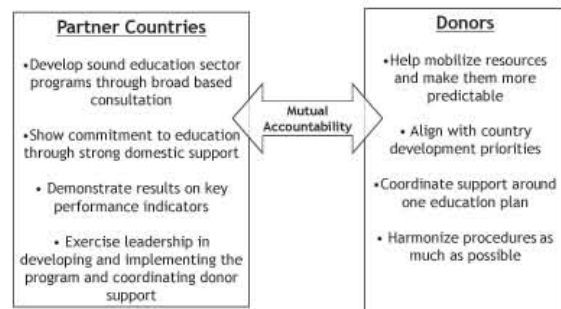 Partner Countries
•Develop sound education sector
programs through broad based
consultation
•Show commitment to education
through strong domestic support
• Demonstrate results on key
performance indicators
• Exercise leadership in
developing and implementing the
program and coordinating donor
support
Mutual
Accountability
Donors
•Help mobilize resources
and make them more
predictable
• Align with country
development priorities
•Coordinate support around
one education plan
• Harmonize procedures as
much as possible